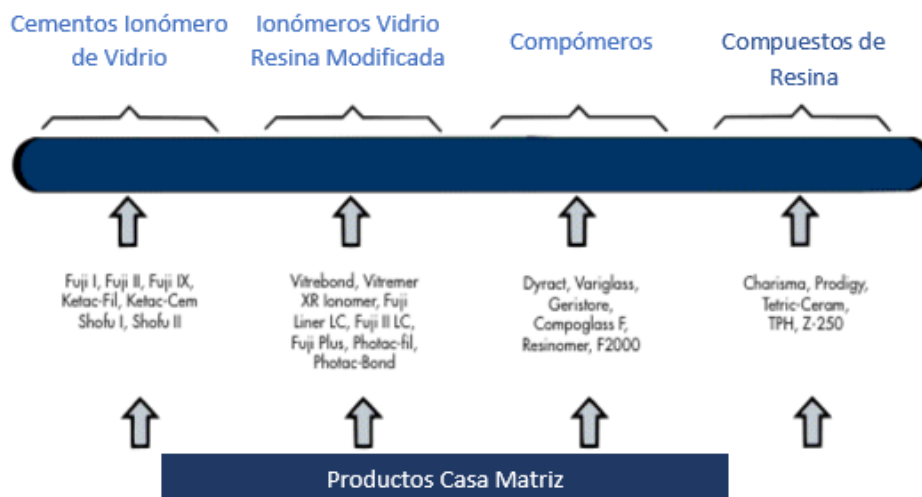 Cementos Ionómero
de Vidrio
Ionómeros Vidrio
Resina Modificada
Compómeros
Compuestos de
Resina
Fuji I, Fuji II, Fuji IX,
Ketac-Fil, Ketac-Cem
Shofu I, Shofu II
Vitrebond, Vitremer
XR Ionomer, Fuji
Liner LC, Fuji II LC,
Fuji Plus, Photac-fil,
Photac-Bond
Dyract, Variglass,
Geristore,
Compoglass F,
Resinomer, F2000
Charisma, Prodigy,
Tetric-Ceram,
TPH, Z-250
Productos Casa Matriz